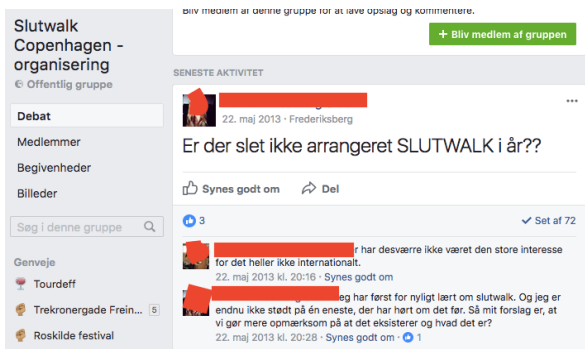 Slutwalk
Copenhagen -
organisering
Offentlig gruppe
Debat
Medlemmer
Begivenheder
Billeder
Søg i denne gruppe
Genveje
Tourdeff
Trekronergade Frein... 5
Roskilde festival
Bliv medlem af denne gruppe for at lave opslag og kommentere.
+ Bliv medlem af gruppen
SENESTE AKTIVITET
22. maj 2013 · Frederiksberg
Er der slet ikke arrangeret SLUTWALK i år??
Synes godt om Del
3 Set af 72
har desværre ikke været den store interesse
for det heller ikke internationalt.
22. maj 2013 kl. 20:16 · Synes godt om
eg har først for nyligt lært om slutwalk. Og jeg er
endnu ikke stødt på én eneste, der har hørt om det før. Så mit forslag er, at
vi gør mere opmærksom på at det eksisterer og hvad det er?
22. maj 2013 kl. 20:28 · Synes godt om · 1